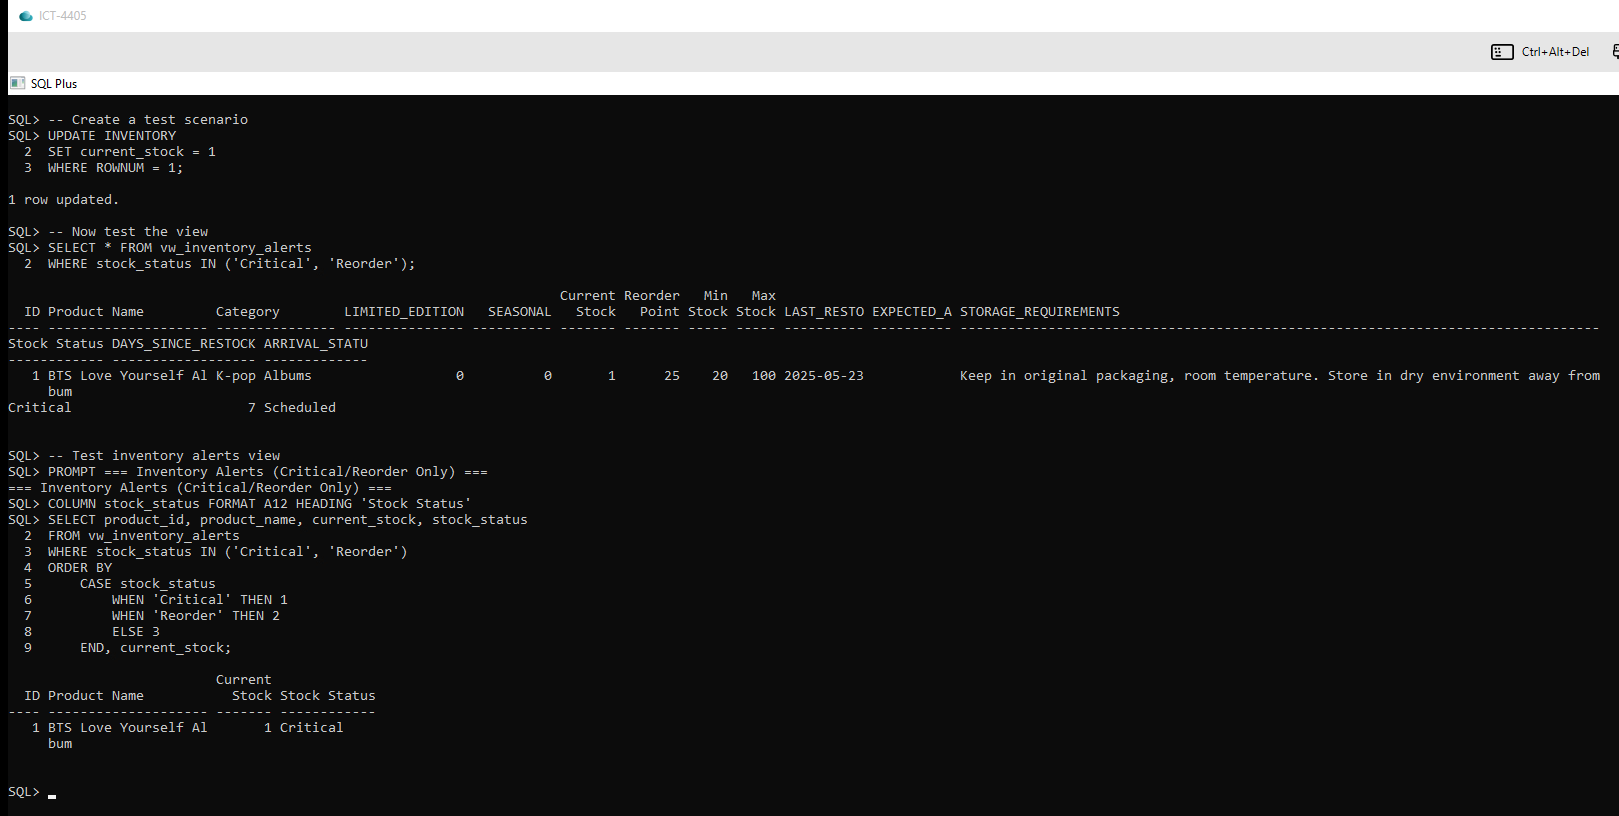 ICT-4405
Ctrl+Alt+Del
SQL Plus
SQL> -- Create a test scenario
SQL> UPDATE INVENTORY
  2  SET current_stock = 1
  3  WHERE ROWNUM = 1;
1 row updated.
SQL> -- Now test the view
SQL> SELECT * FROM vw_inventory_alerts
  2  WHERE stock_status IN ('Critical', 'Reorder');
                                                                     Current Reorder   Min   Max
  ID Product Name         Category        LIMITED_EDITION   SEASONAL   Stock   Point Stock Stock LAST_RESTO EXPECTED_A STORAGE_REQUIREMENTS
---- -------------------- --------------- --------------- ---------- ------- ------- ----- ----- ---------- ---------- --------------------------------------------------------------------------------
Stock Status DAYS_SINCE_RESTOCK ARRIVAL_STATU
------------ ------------------ -------------
   1 BTS Love Yourself Al K-pop Albums                  0          0       1      25    20   100 2025-05-23            Keep in original packaging, room temperature. Store in dry environment away from
     bum
Critical                      7 Scheduled
SQL> -- Test inventory alerts view
SQL> PROMPT === Inventory Alerts (Critical/Reorder Only) ===
=== Inventory Alerts (Critical/Reorder Only) ===
SQL> COLUMN stock_status FORMAT A12 HEADING 'Stock Status'
SQL> SELECT product_id, product_name, current_stock, stock_status
  2  FROM vw_inventory_alerts
  3  WHERE stock_status IN ('Critical', 'Reorder')
  4  ORDER BY
  5      CASE stock_status
  6          WHEN 'Critical' THEN 1
  7          WHEN 'Reorder' THEN 2
  8          ELSE 3
  9      END, current_stock;
                          Current
  ID Product Name           Stock Stock Status
---- -------------------- ------- ------------
   1 BTS Love Yourself Al       1 Critical
     bum
SQL>